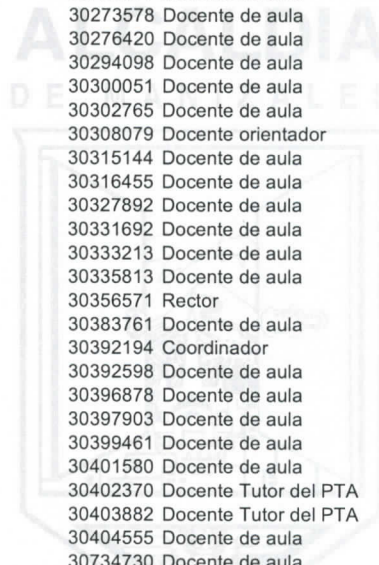 ALCALDIA
DE MANIZALES
30273578 Docente de aula
30276420 Docente de aula
30294098 Docente de aula
30300051 Docente de aula
30302765 Docente de aula
30308079 Docente orientador
30315144 Docente de aula
30316455 Docente de aula
30327892 Docente de aula
30331692 Docente de aula
30333213 Docente de aula
30335813 Docente de aula
30356571 Rector
30383761 Docente de aula
30392194 Coordinador
30392598 Docente de aula
30396878 Docente de aula
30397903 Docente de aula
30399461 Docente de aula
30401580 Docente de aula
30402370 Docente Tutor del PTA
30403882 Docente Tutor del PTA
30404555 Docente de aula
30734730 Docente de aula